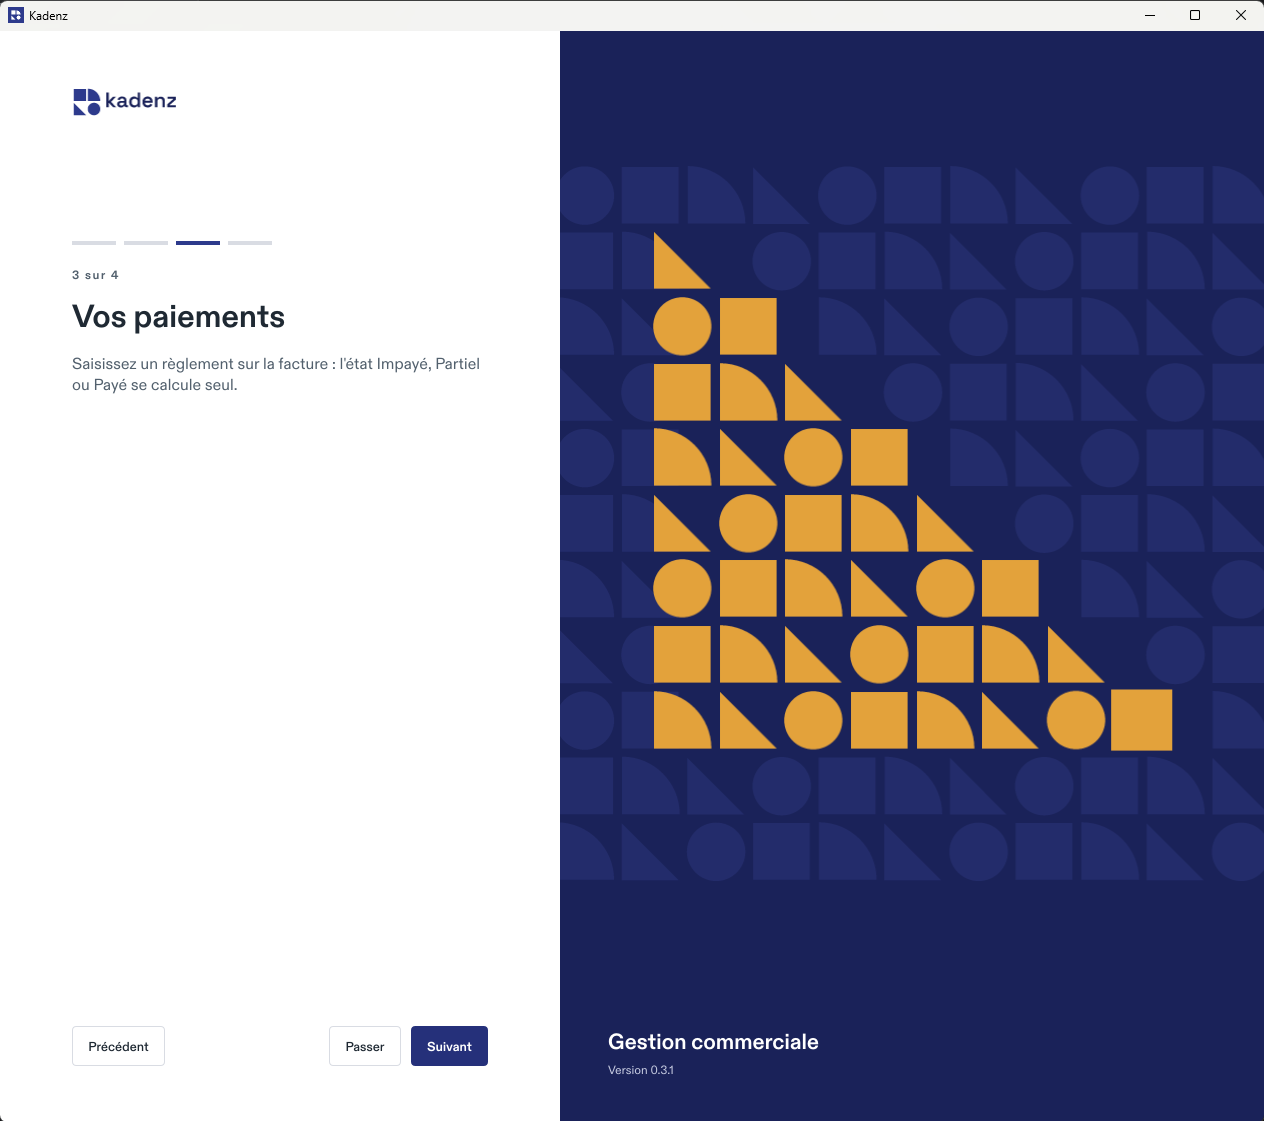 Kadenz
kadenz
3 sur 4
Vos paiements
Saisissez un règlement sur la facture : l'état Impayé, Partiel
ou Payé se calcule seul.
Précédent
Passer
Suivant
Gestion commerciale
Version 0.3.1